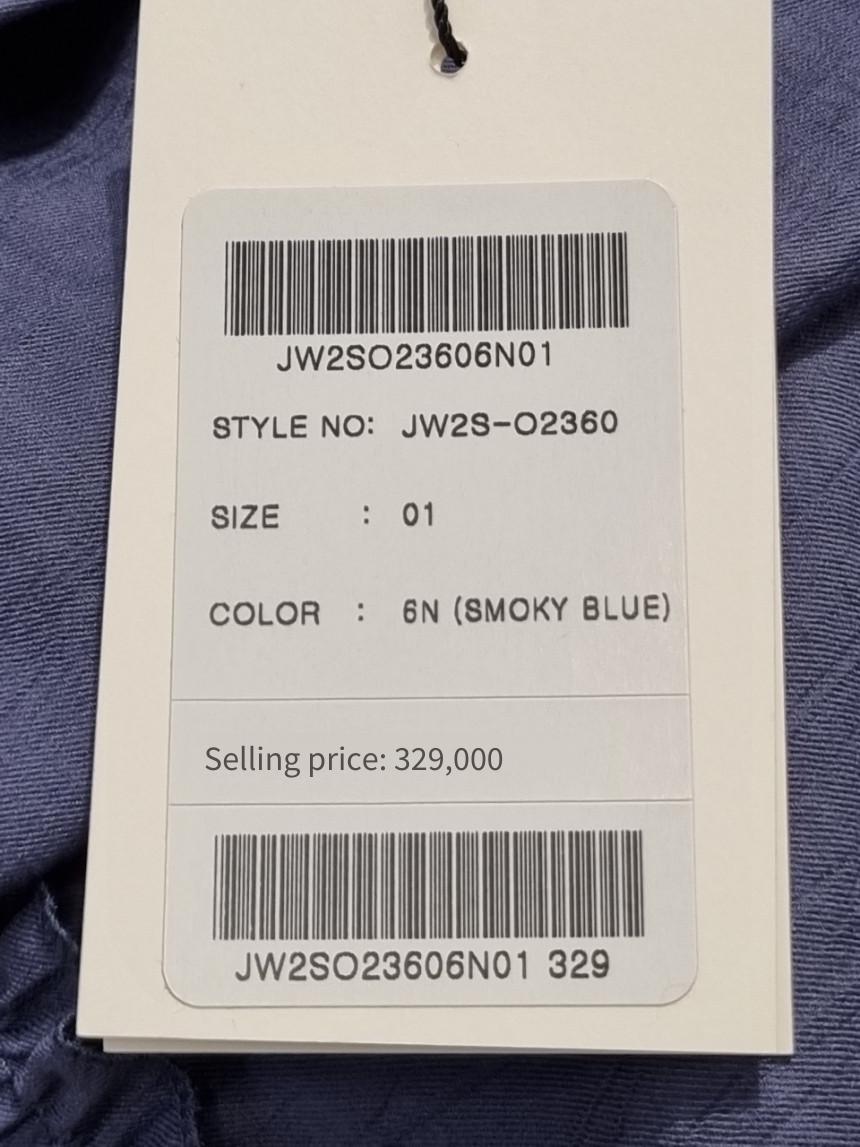 JW2SO23606N01
STYLE NO: JW2S-O2360
SIZE : 01
COLOR : 6N (SMOKY BLUE)
Selling price: 329,000
JW2SO23606N01 329